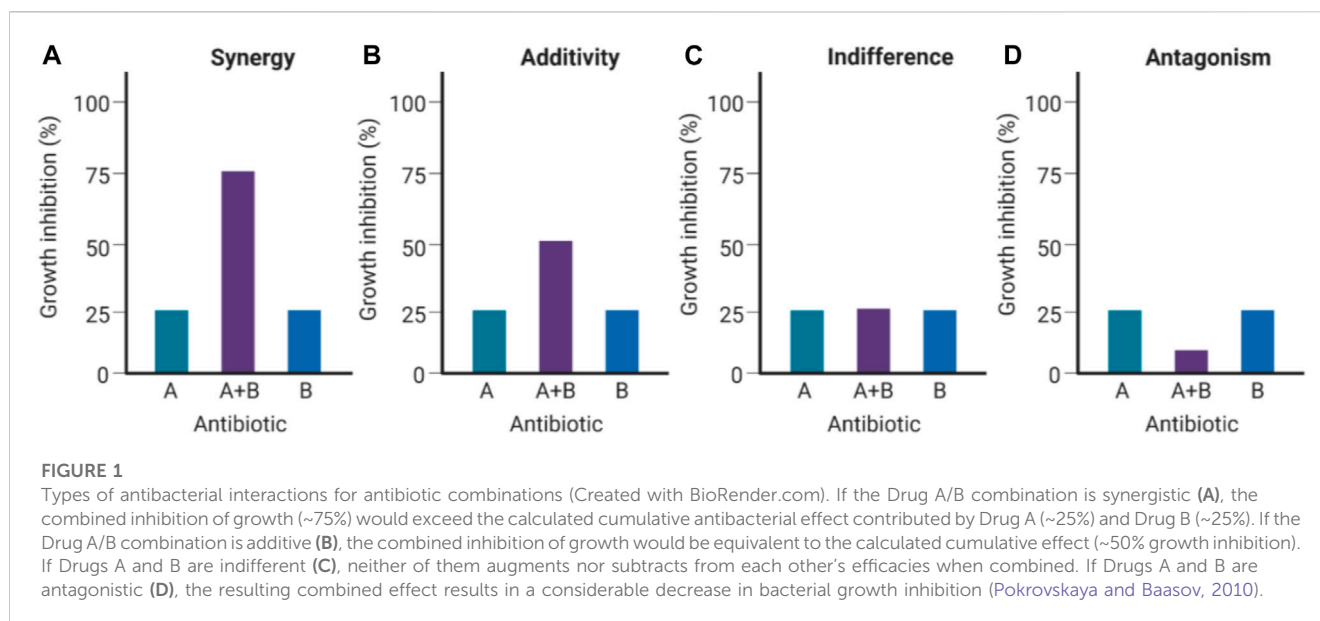 A Synergy
B Additivity
C Indifference
D Antagonism
Growth inhibition (%)
100
75
50
25
0
A A+B B
Antibiotic
Growth inhibition (%)
100
75
50
25
0
A A+B B
Antibiotic
Growth inhibition (%)
100
75
50
25
0
A A+B B
Antibiotic
Growth inhibition (%)
100
75
50
25
0
A A+B B
Antibiotic
FIGURE 1
Types of antibacterial interactions for antibiotic combinations (Created with BioRender.com). If the Drug A/B combination is synergistic (A), the
combined inhibition of growth (~75%) would exceed the calculated cumulative antibacterial effect contributed by Drug A (~25%) and Drug B (~25%). If the
Drug A/B combination is additive (B), the combined inhibition of growth would be equivalent to the calculated cumulative effect (~50% growth inhibition).
If Drugs A and B are indifferent (C), neither of them augments nor subtracts from each other's efficacies when combined. If Drugs A and B are
antagonistic (D), the resulting combined effect results in a considerable decrease in bacterial growth inhibition (Pokrovskaya and Baasov, 2010).